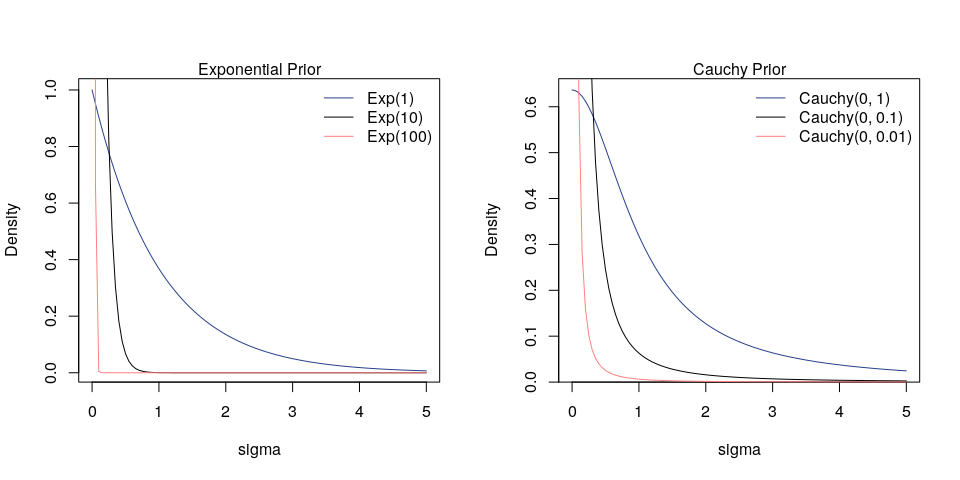 Exponential Prior
Exp(1)
Exp(10)
Exp(100)
Density
0.0
0.2
0.4
0.6
0.8
1.0
0 1 2 3 4 5
sigma
Cauchy Prior
Cauchy(0, 1)
Cauchy(0, 0.1)
Cauchy(0, 0.01)
Density
0.0
0.1
0.2
0.3
0.4
0.5
0.6
0 1 2 3 4 5
sigma